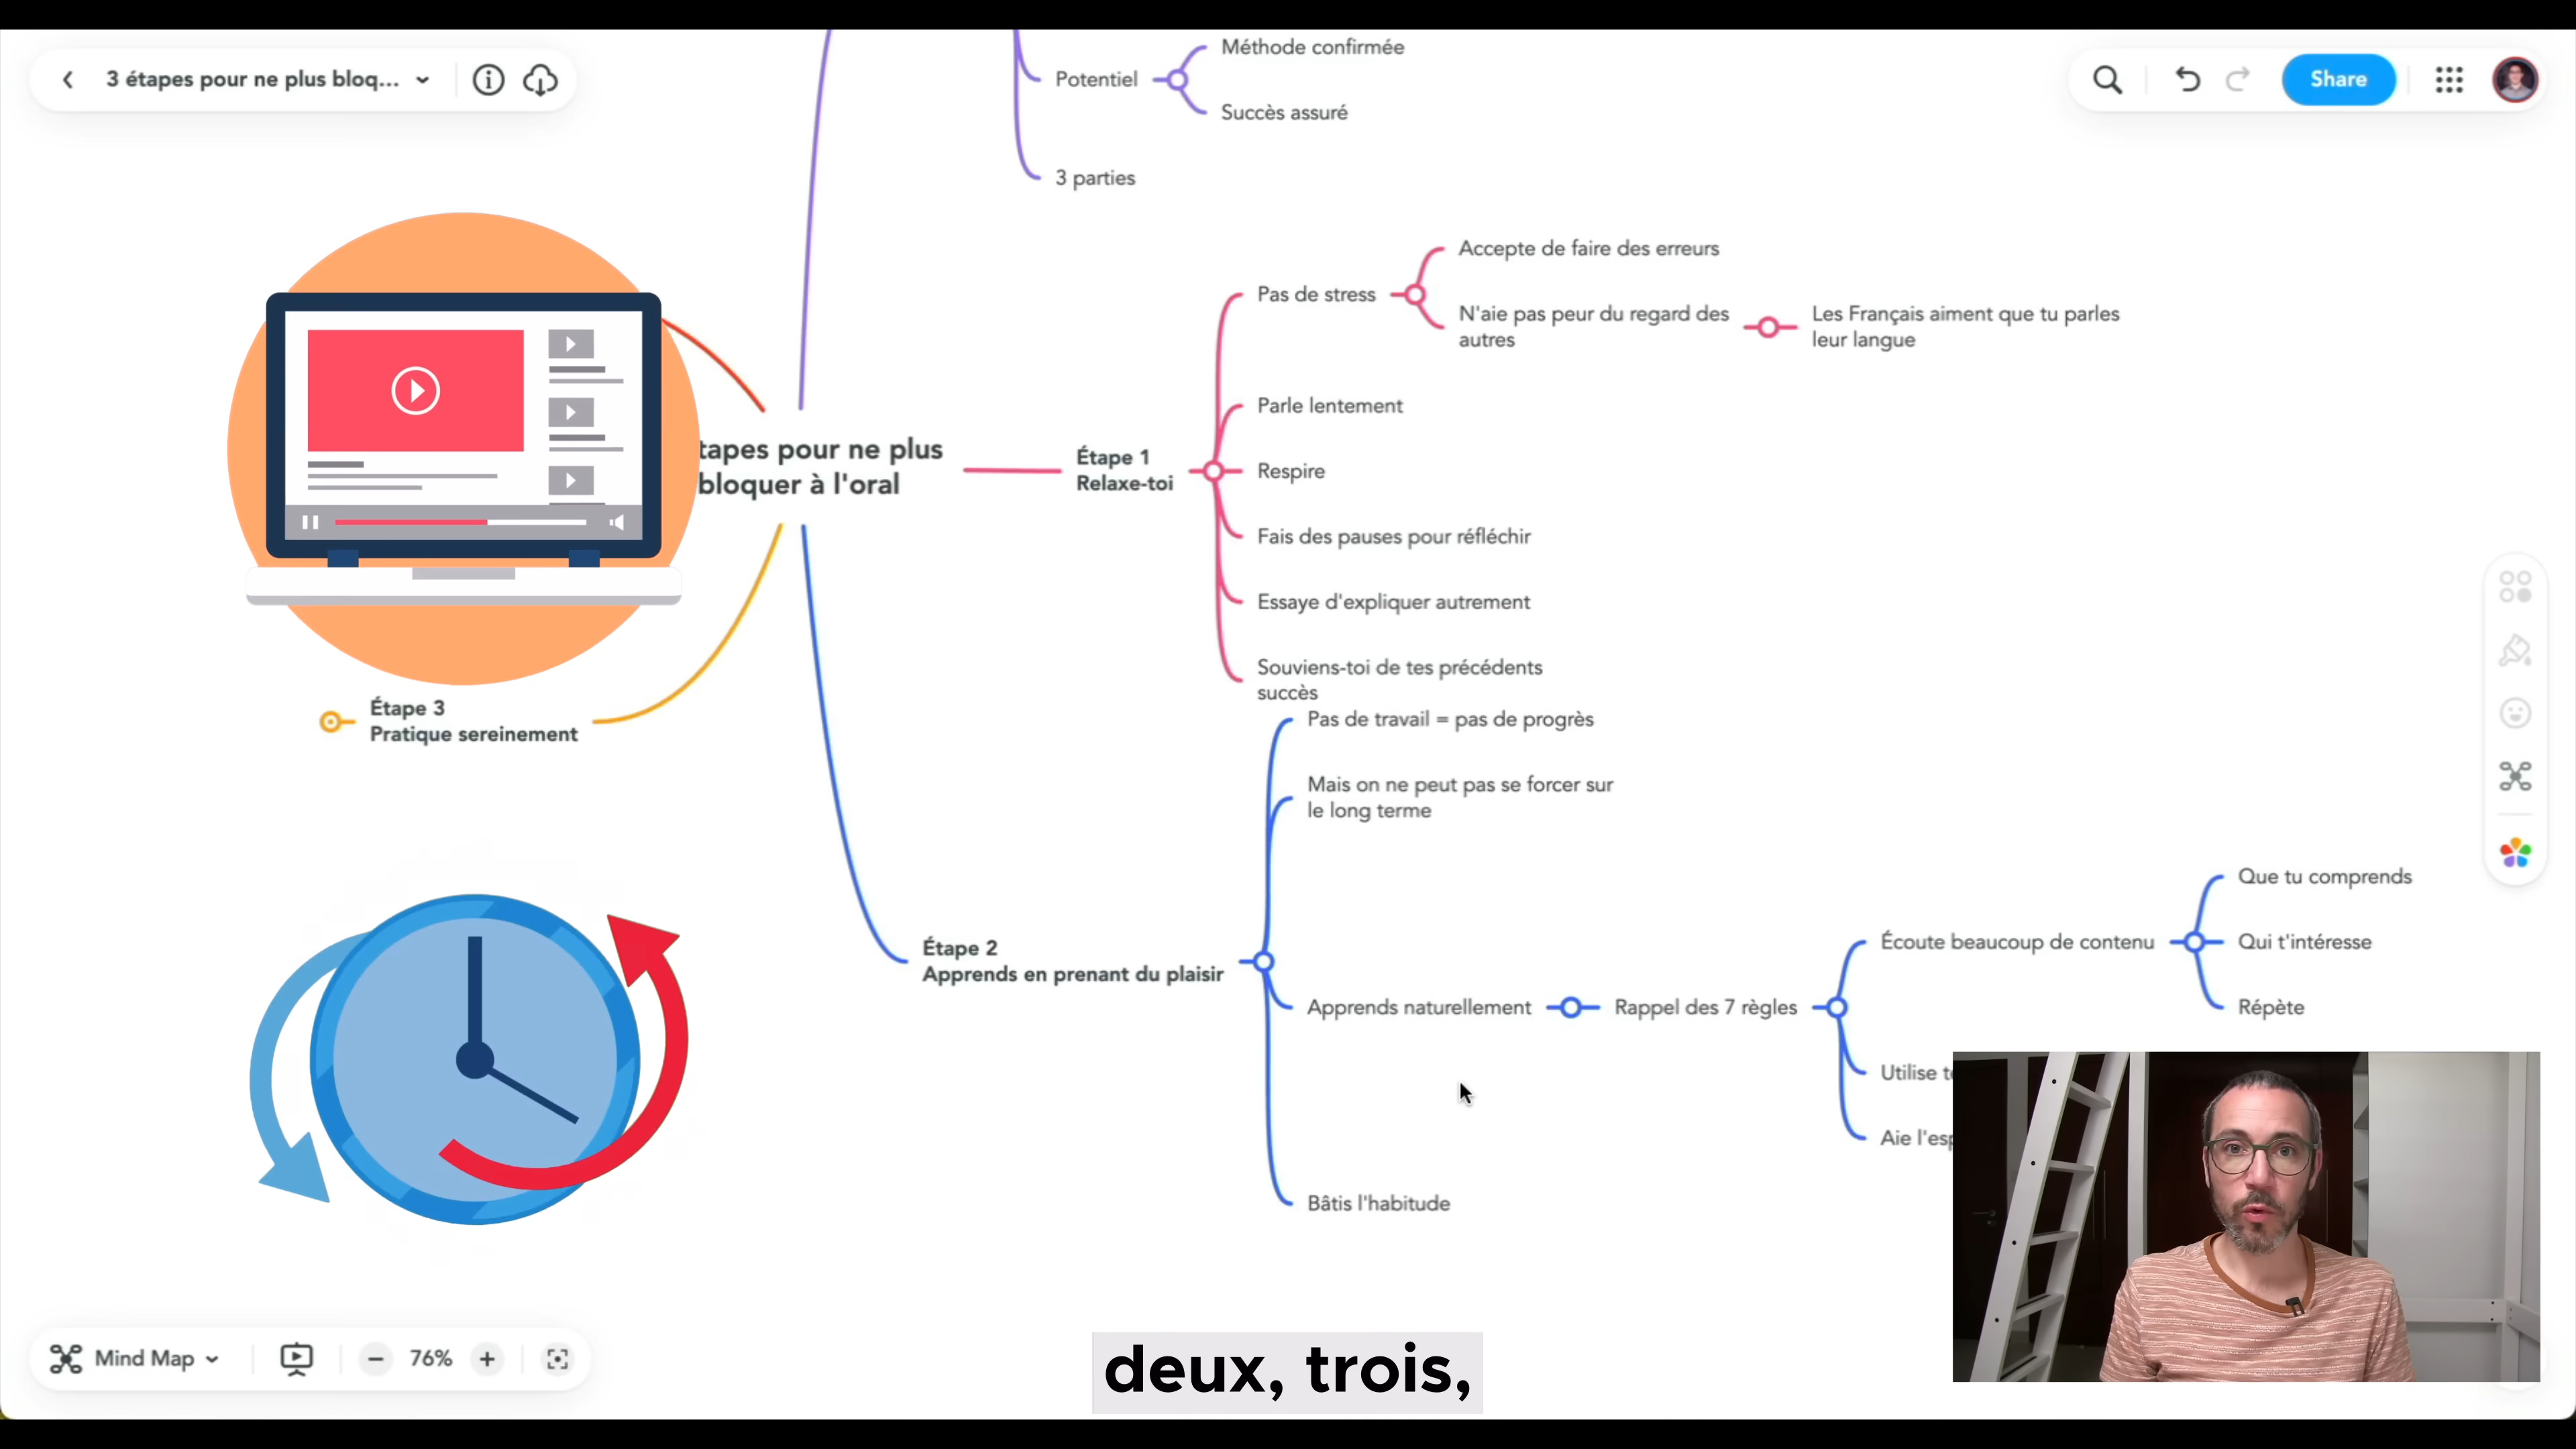 3 étapes pour ne plus bloq...
Share
Méthode confirmée
Potentiel
Succès assuré
3 parties
Accepte de faire des erreurs
Pas de stress
N'aie pas peur du regard des
autres
Les Français aiment que tu parles
leur langue
Parle lentement
tapes pour ne plus
bloquer à l'oral
Étape 1
Relaxe-toi
Respire
Fais des pauses pour réfléchir
Essaye d'expliquer autrement
Souviens-toi de tes précédents
succès
Étape 3
Pratique sereinement
Pas de travail = pas de progrès
Mais on ne peut pas se forcer sur
le long terme
Étape 2
Apprends en prenant du plaisir
Que tu comprends
Écoute beaucoup de contenu
Qui t'intéresse
Apprends naturellement
Rappel des 7 règles
Répète
Utilise
Aie
Bâtis l'habitude
Mind Map
76%
deux, trois,